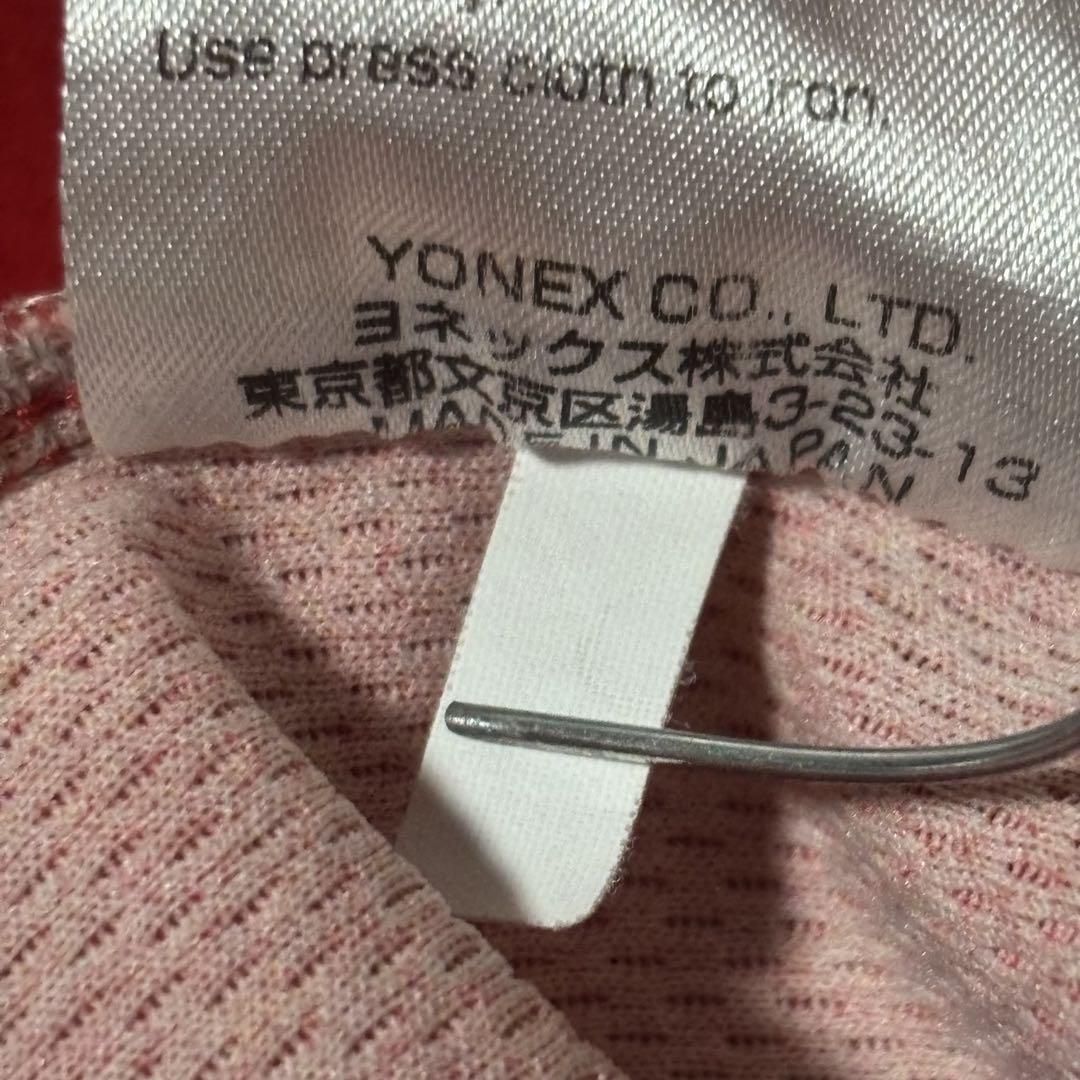 Use press cloth to iron.
YONEX CO., LTD.
ヨネックス株式会社
東京都文京区湯島3-23-13
MADE IN JAPAN